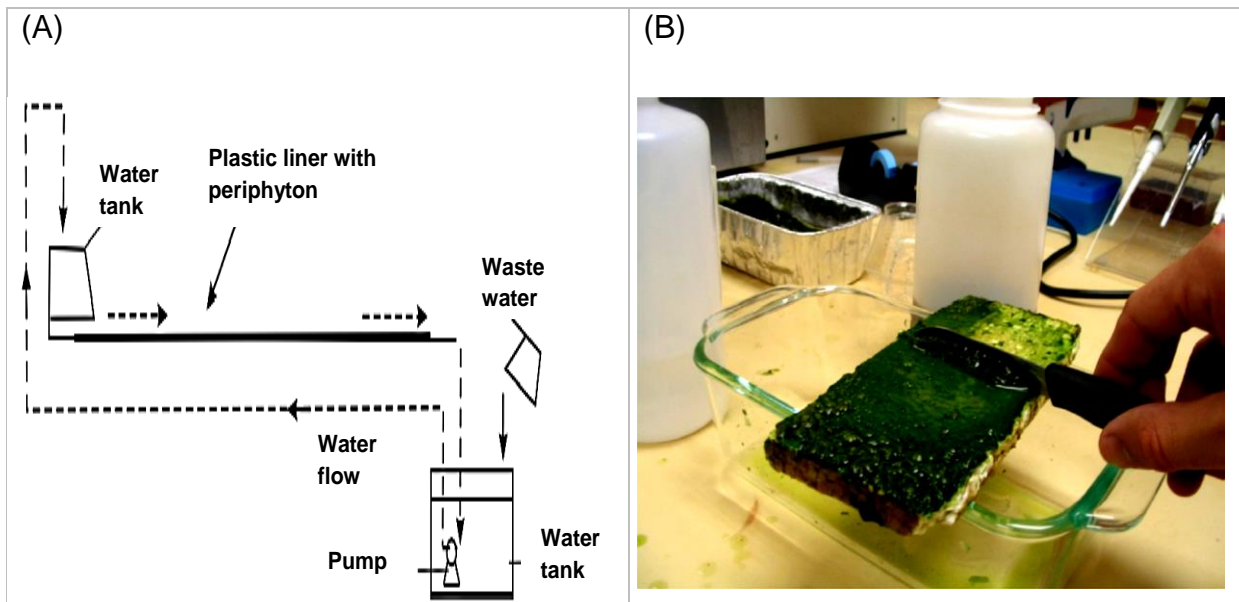 (A)
(B)
Water
tank
Plastic liner with
periphyton
Waste
water
Water
flow
Pump
Water
tank